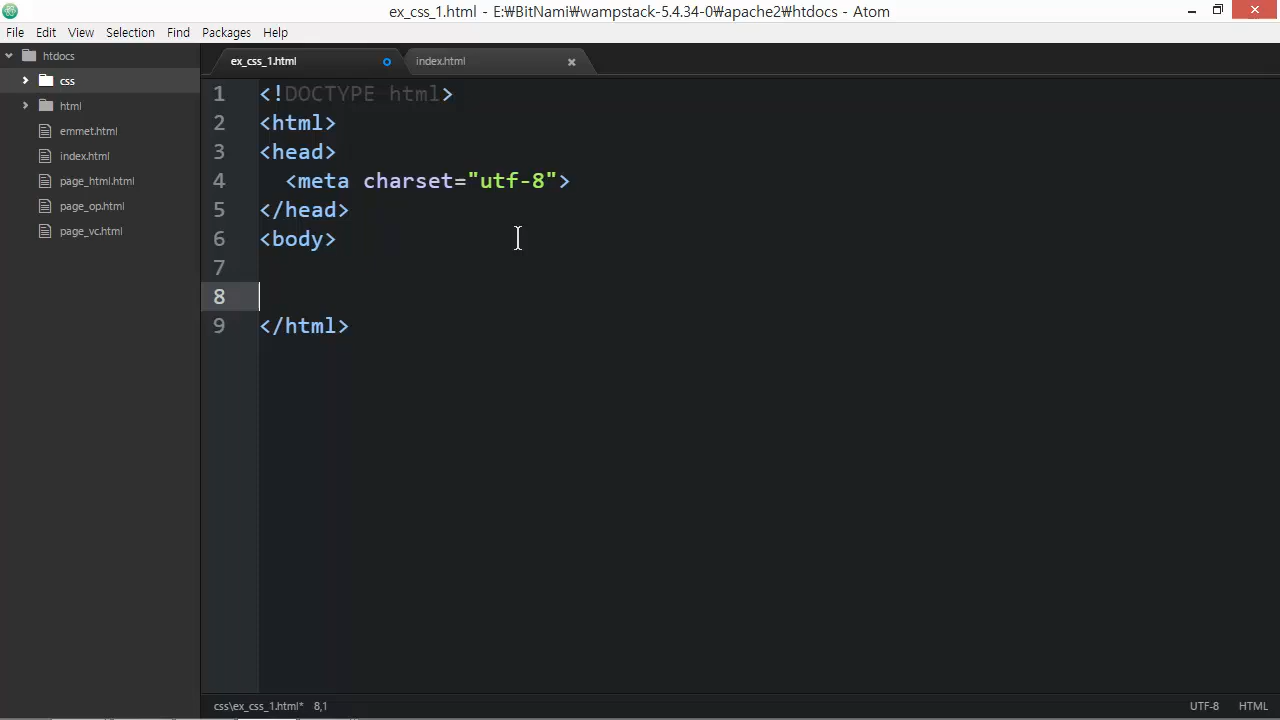 ex_css_1.html - E:₩BitNami₩wampstack-5.4.34-0₩apache2₩htdocs - Atom
File Edit View Selection Find Packages Help
htdocs
css
html
emmet.html
index.html
page_html.html
page_op.html
page_vc.html
ex_css_1.html index.html
1 <!DOCTYPE html>
2 <html>
3 <head>
4 <meta charset="utf-8">
5 </head>
6 <body>
7
8
9 </html>
css\ex_css_1.html* 8,1 UTF-8 HTML